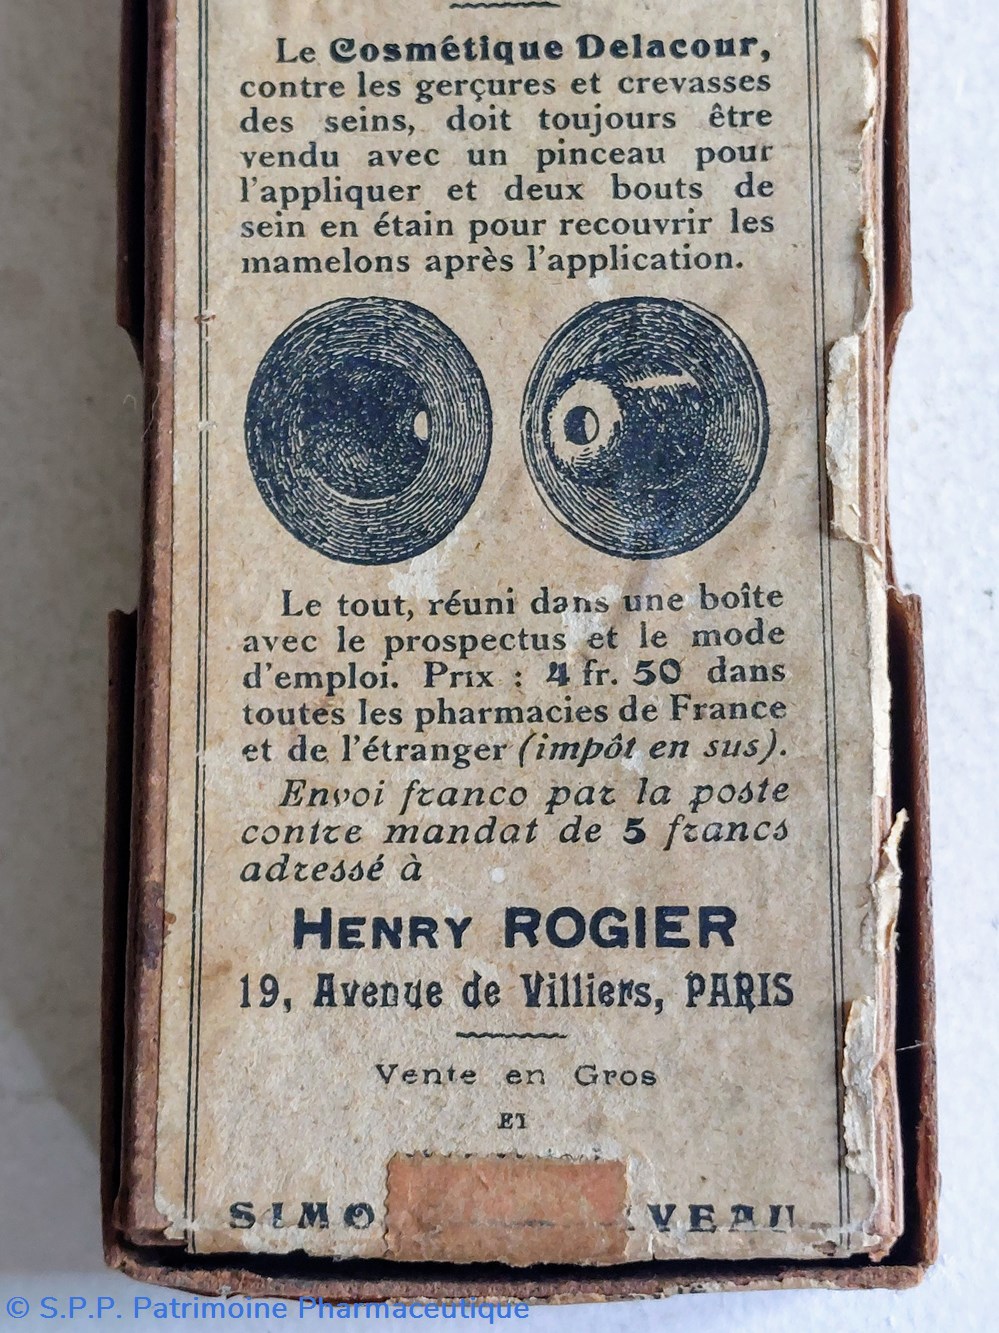 Le Cosmétique Delacour,
contre les gerçures et crevasses
des seins, doit toujours être
vendu avec un pinceau pour
l'appliquer et deux bouts de
sein en étain pour recouvrir les
mamelons après l'application.
Le tout, réuni dans une boîte
avec le prospectus et le mode
d'emploi. Prix : 4 fr. 50 dans
toutes les pharmacies de France
et de l'étranger (impôt en sus).
Envoi franco par la poste
contre mandat de 5 francs
adressé à
HENRY ROGIER
19, Avenue de Villiers, PARIS
Vente en Gros
ET
© S.P.P. Patrimoine Pharmaceutique